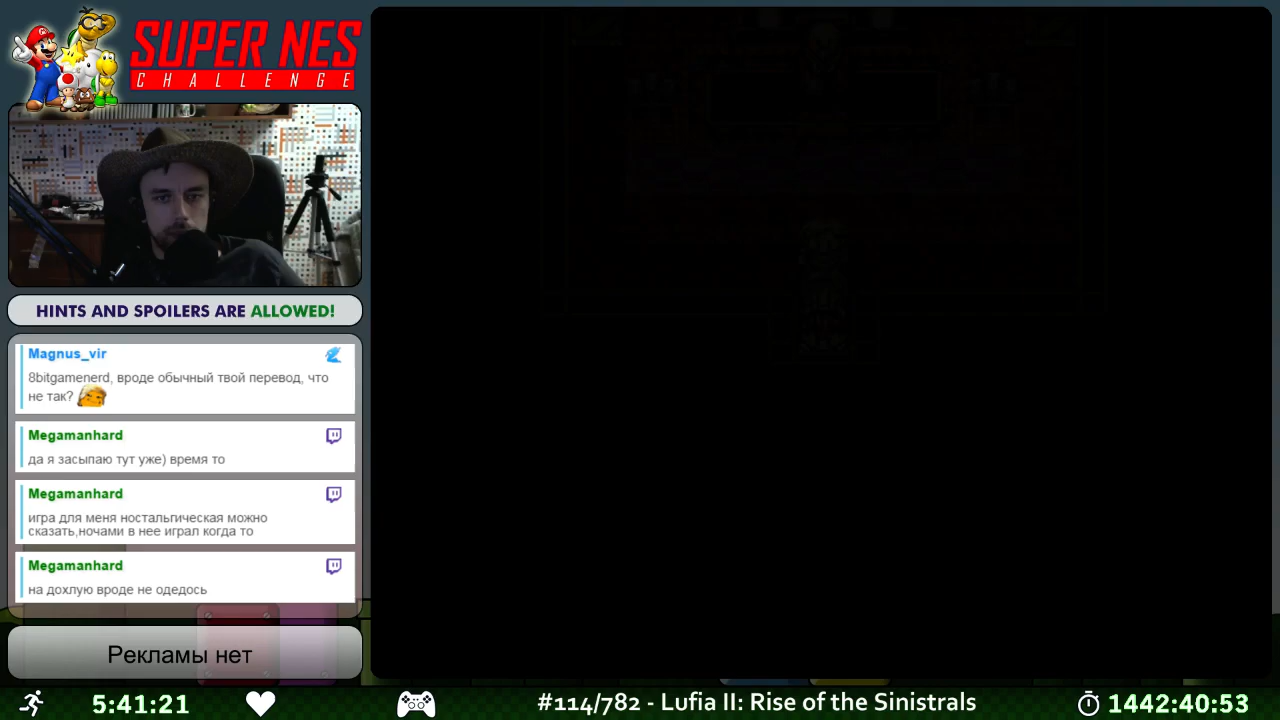 SUPER NES
CHALLENGE
HINTS AND SPOILERS ARE ALLOWED!
Magnus_vir
8bitgamenerd, вроде обычный твой перевод, что
не так?
Megamanhard
да я засыпаю тут уже) время то
Megamanhard
игра для меня ностальгическая можно
сказать,ночами в нее играл когда то
Megamanhard
на дохлую вроде не одедось
Рекламы нет
5:41:21
#114/782 - Lufia II: Rise of the Sinistrals
1442:40:53